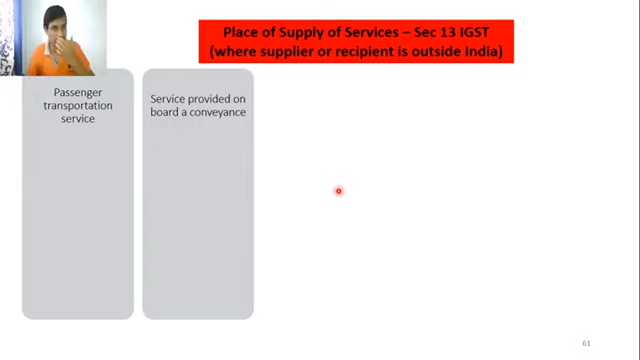 Place of Supply of Services – Sec 13 IGST
(where supplier or recipient is outside India)
Passenger
transportation
service
Service provided on
board a conveyance
61